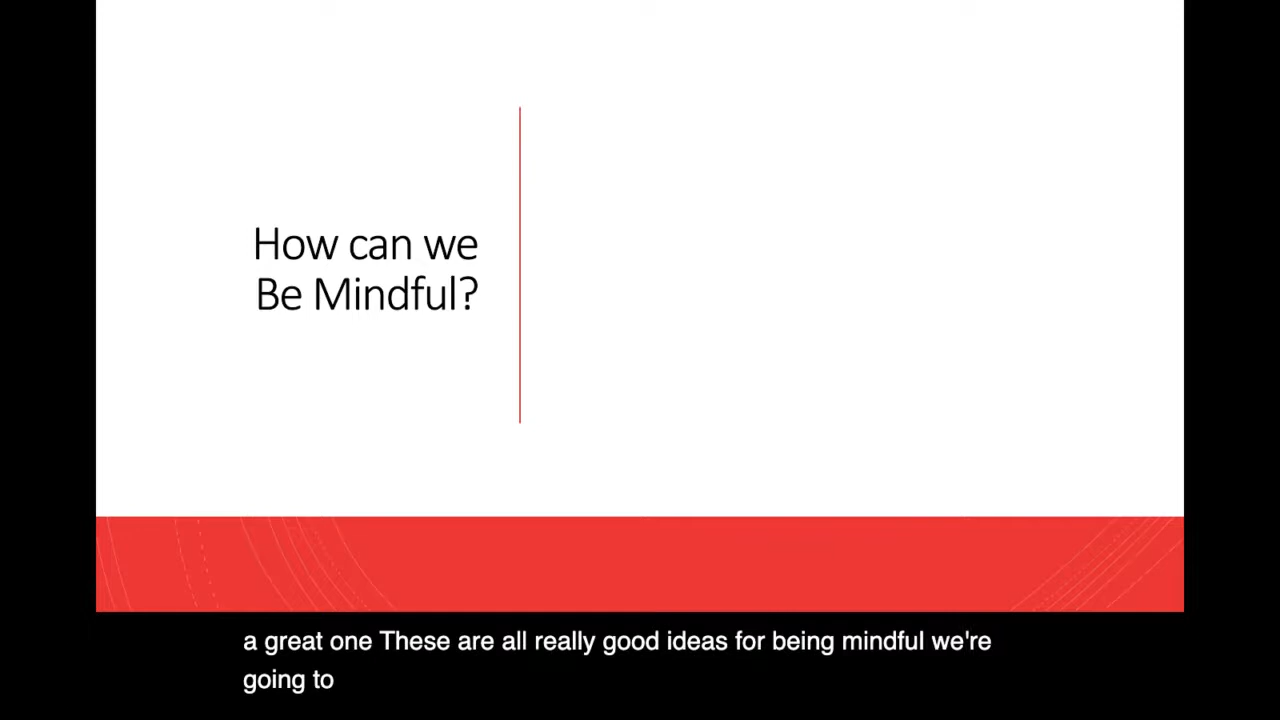 How can we
Be Mindful?
a great one These are all really good ideas for being mindful we're
going to